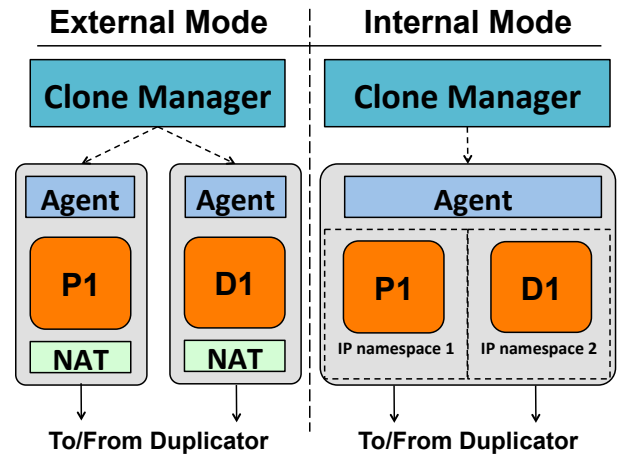 External Mode
Internal Mode
Clone Manager
Clone Manager
Agent
Agent
Agent
P1
D1
P1
D1
IP namespace 1
IP namespace 2
NAT
NAT
To/From Duplicator
To/From Duplicator